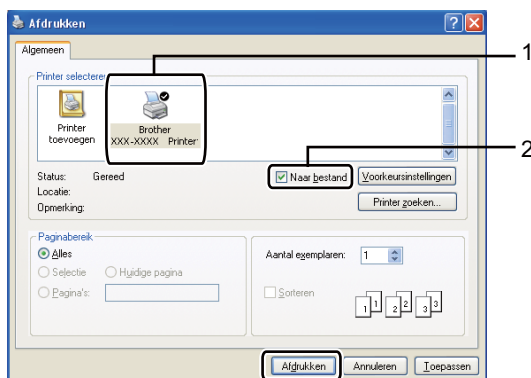 Afdrukken
Algemeen
1
Printer selecteren
Printer toevoegen
Brother XXX-XXXX Printer
2
Status: Gereed
Naar bestand
Voorkeursinstellingen
Locatie:
Opmerking:
Printer zoeken...
Paginabereik
Alles
Aantal exemplaren: 1
Selectie Huidige pagina
Pagina's:
Sorteren
1 1 2 2 3 3
Afdrukken Annuleren Toepassen